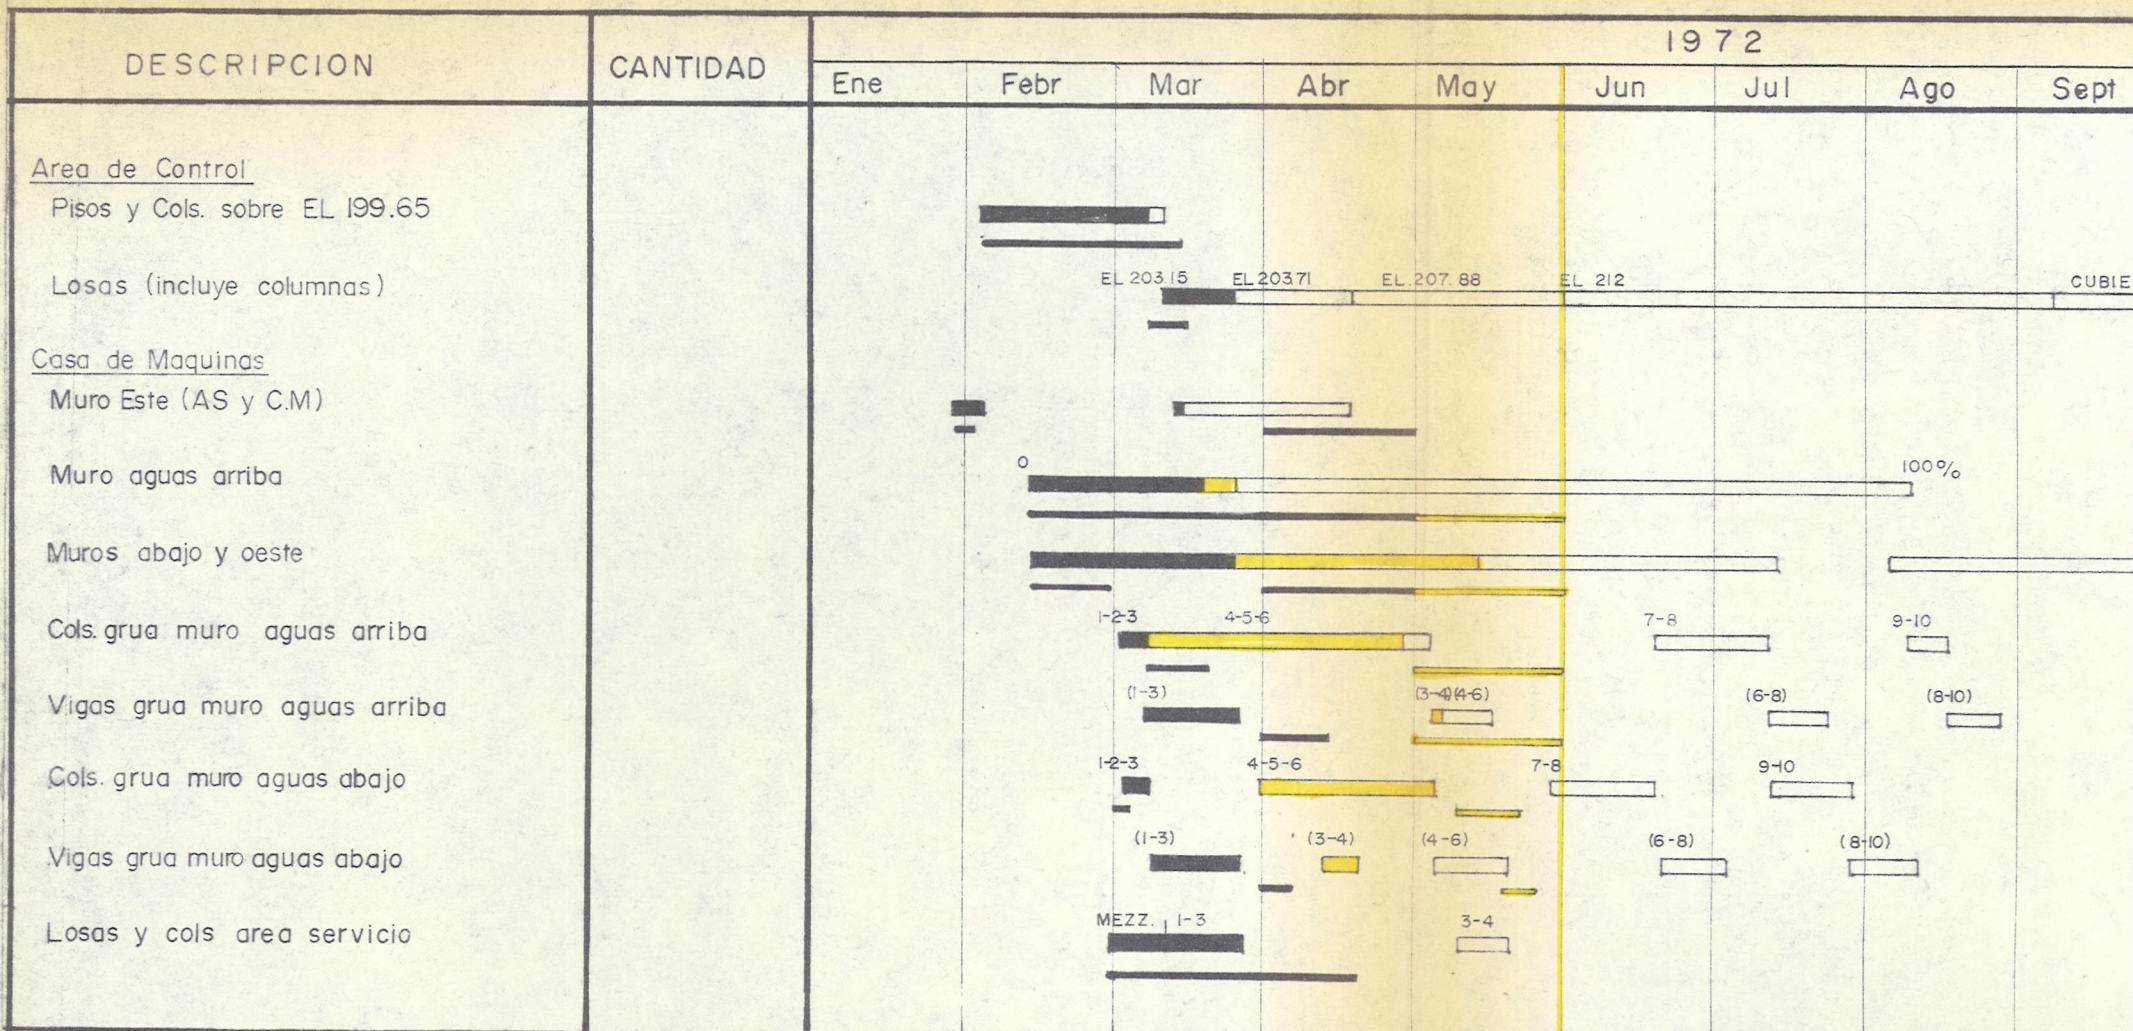 1972
DESCRIPCION CANTIDAD Ene Febr Mar Abr May Jun Jul Ago Sept
Area de Control
Pisos y Cols. sobre EL 199.65
EL 203.15 EL 203.71 EL. 207. 88 EL 212 CUBIE
Losas (incluye columnas)
Casa de Maquinas
Muro Este (AS y C.M)
0 100%
Muro aguas arriba
Muros abajo y oeste
1-2-3 4-5-6 7-8 9-10
Cols. grua muro aguas arriba
(1-3) (3-4) (4-6) (6-8) (8-10)
Vigas grua muro aguas arriba
1-2-3 4-5-6 7-8 9-10
Cols. grua muro aguas abajo
(1-3) (3-4) (4-6) (6-8) (8-10)
Vigas grua muro aguas abajo
MEZZ. 1-3 3-4
Losas y cols area servicio